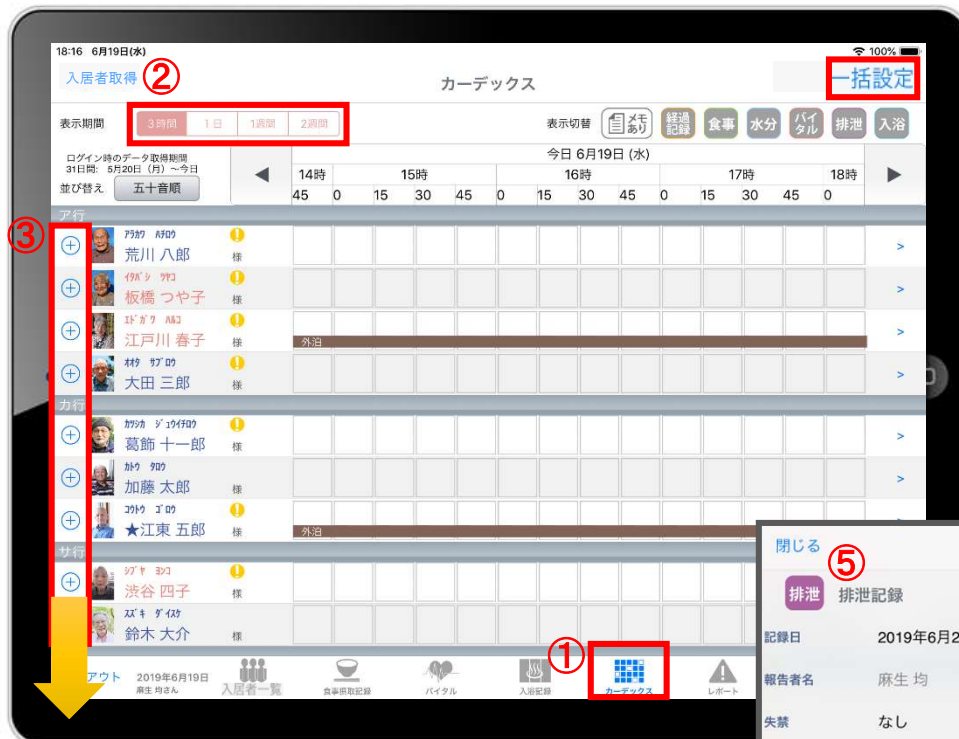 18:16 6月19日(水)
100%
入居者取得
②
カーデックス
一括設定
表示期間
3時間 1日 1週間 2週間
表示切替
メモあり
経過記録
食事
水分
バイタル
排泄
入浴
ログイン時のデータ取得期間
31日間: 5月20日（月）～今日
並び替え 五十音順
今日 6月19日 (水)
◀ 14時 15時 16時 17時 18時 ▶
45 0 15 30 45 0 15 30 45 0 15 30 45 0
ア行
③
アラカワ ハチロウ
荒川 八郎 様 >
イタバシ ツヤコ
板橋 つや子 様 >
エドガワ ハルコ
江戸川 春子 様 外泊 >
オオタ サブロウ
大田 三郎 様 >
カ行
カツシカ ジュウイチロウ
葛飾 十一郎 様 >
カトウ タロウ
加藤 太郎 様 >
コウトウ ゴロウ
★江東 五郎 様 外泊
サ行
シブヤ ヨンコ
渋谷 四子 様
スズキ ダイスケ
鈴木 大介 様
①
アウト
2019年6月19日
麻生 均さん
入居者一覧
食事摂取記録
バイタル
入浴記録
カーデックス
レポート
閉じる
⑤
排泄 排泄記録
記録日 2019年6月2
報告者名 麻生 均
失禁 なし